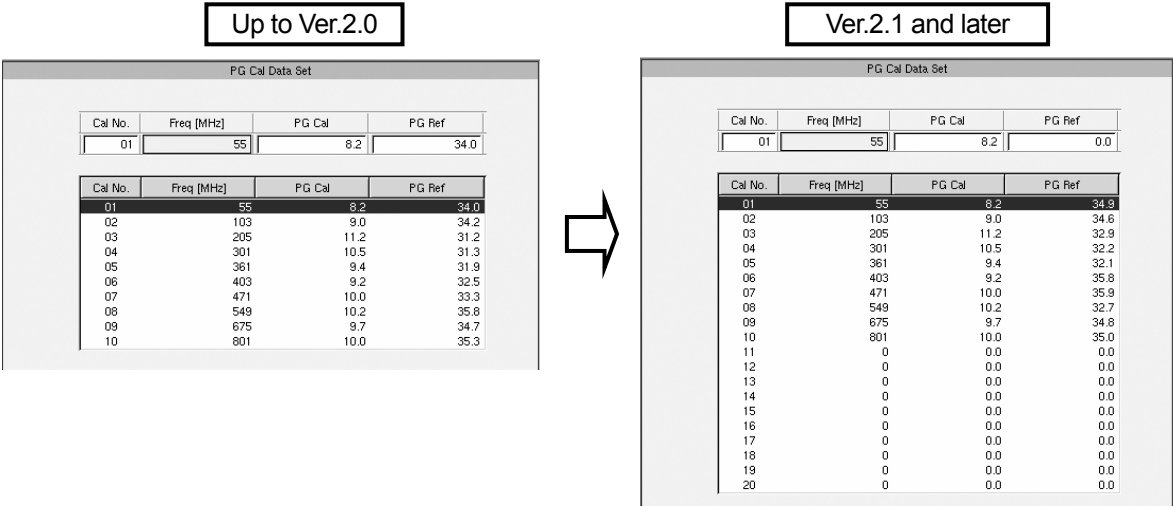 Up to Ver.2.0
PG Cal Data Set
Cal No. Freq [MHz] PG Cal PG Ref
01 55 8.2 34.0
Cal No. Freq [MHz] PG Cal PG Ref
01 55 8.2 34.0
02 103 9.0 34.2
03 205 11.2 31.2
04 301 10.5 31.3
05 361 9.4 31.9
06 403 9.2 32.5
07 471 10.0 33.3
08 549 10.2 35.8
09 675 9.7 34.7
10 801 10.0 35.3
Ver.2.1 and later
PG Cal Data Set
Cal No. Freq [MHz] PG Cal PG Ref
01 55 8.2 0.0
Cal No. Freq [MHz] PG Cal PG Ref
01 55 8.2 34.9
02 103 9.0 34.6
03 205 11.2 32.9
04 301 10.5 32.2
05 361 9.4 32.1
06 403 9.2 35.8
07 471 10.0 35.9
08 549 10.2 32.7
09 675 9.7 34.8
10 801 10.0 35.0
11 0 0.0 0.0
12 0 0.0 0.0
13 0 0.0 0.0
14 0 0.0 0.0
15 0 0.0 0.0
16 0 0.0 0.0
17 0 0.0 0.0
18 0 0.0 0.0
19 0 0.0 0.0
20 0 0.0 0.0